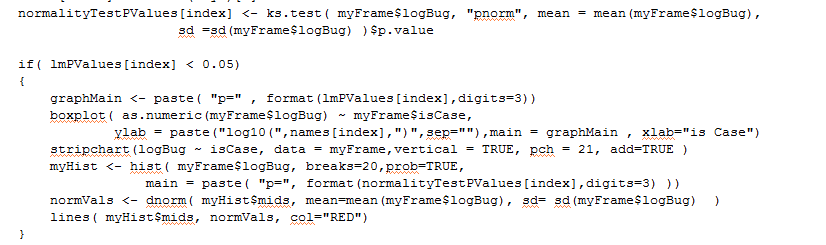 normalityTestPValues[index] <- ks.test( myFrame$logBug, "pnorm", mean = mean(myFrame$logBug),
sd =sd(myFrame$logBug) )$p.value
if( lmPValues[index] < 0.05)
{
graphMain <- paste( "p=" , format(lmPValues[index],digits=3))
boxplot( as.numeric(myFrame$logBug) ~ myFrame$isCase,
ylab = paste("log10(",names[index],")",sep=""),main = graphMain , xlab="is Case")
stripchart(logBug ~ isCase, data = myFrame,vertical = TRUE, pch = 21, add=TRUE )
myHist <- hist( myFrame$logBug, breaks=20,prob=TRUE,
main = paste( "p=", format(normalityTestPValues[index],digits=3) ))
normVals <- dnorm( myHist$mids, mean=mean(myFrame$logBug), sd= sd(myFrame$logBug) )
lines( myHist$mids, normVals, col="RED")
}